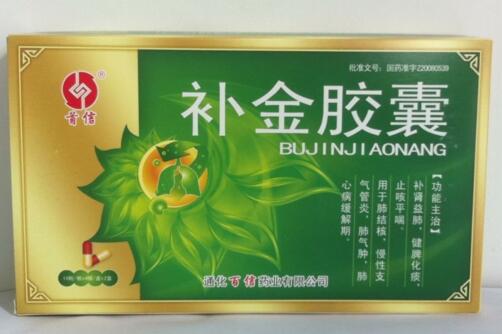 批准文号：国药准字Z20080539
®
首信
补金胶囊
BUJINJIAONANG
【功能主治】
补肾益肺，健脾化痰，
止咳平喘。
用于肺结核，慢性支
气管炎，肺气肿，肺
心病缓解期。
通化百信药业有限公司